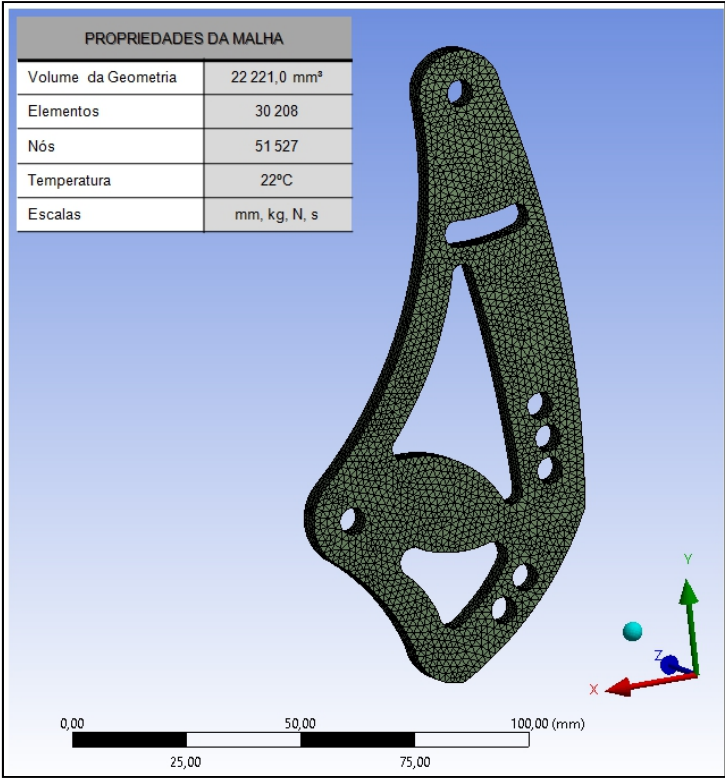 PROPRIEDADES DA MALHA
Volume da Geometria 22 221,0 mm³
Elementos 30 208
Nós 51 527
Temperatura 22ºC
Escalas mm, kg, N, s
Y
Z
X
0,00 50,00 100,00 (mm)
25,00 75,00